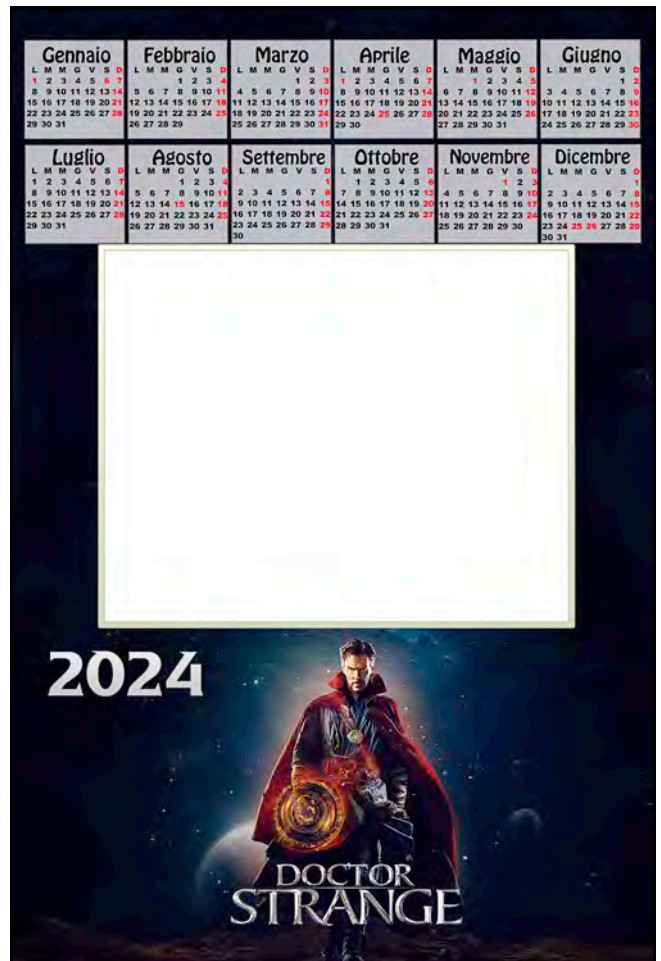 Gennaio
L M M G V S D
1 2 3 4 5 6 7
8 9 10 11 12 13 14
15 16 17 18 19 20 21
22 23 24 25 26 27 28
29 30 31
Febbraio
L M M G V S D
1 2 3 4
5 6 7 8 9 10 11
12 13 14 15 16 17 18
19 20 21 22 23 24 25
26 27 28 29
Marzo
L M M G V S D
1 2 3
4 5 6 7 8 9 10
11 12 13 14 15 16 17
18 19 20 21 22 23 24
25 26 27 28 29 30 31
Aprile
L M M G V S D
1 2 3 4 5 6 7
8 9 10 11 12 13 14
15 16 17 18 19 20 21
22 23 24 25 26 27 28
29 30
Maggio
L M M G V S D
1 2 3 4 5
6 7 8 9 10 11 12
13 14 15 16 17 18 19
20 21 22 23 24 25 26
27 28 29 30 31
Giugno
L M M G V S D
1 2
3 4 5 6 7 8 9
10 11 12 13 14 15 16
17 18 19 20 21 22 23
24 25 26 27 28 29 30
Luglio
L M M G V S D
1 2 3 4 5 6 7
8 9 10 11 12 13 14
15 16 17 18 19 20 21
22 23 24 25 26 27 28
29 30 31
Agosto
L M M G V S D
1 2 3 4
5 6 7 8 9 10 11
12 13 14 15 16 17 18
19 20 21 22 23 24 25
26 27 28 29 30 31
Settembre
L M M G V S D
1
2 3 4 5 6 7 8
9 10 11 12 13 14 15
16 17 18 19 20 21 22
23 24 25 26 27 28 29
30
Ottobre
L M M G V S D
1 2 3 4 5 6
7 8 9 10 11 12 13
14 15 16 17 18 19 20
21 22 23 24 25 26 27
28 29 30 31
Novembre
L M M G V S D
1 2 3
4 5 6 7 8 9 10
11 12 13 14 15 16 17
18 19 20 21 22 23 24
25 26 27 28 29 30
Dicembre
L M M G V S D
1
2 3 4 5 6 7 8
9 10 11 12 13 14 15
16 17 18 19 20 21 22
23 24 25 26 27 28 29
30 31
2024
DOCTOR
STRANGE